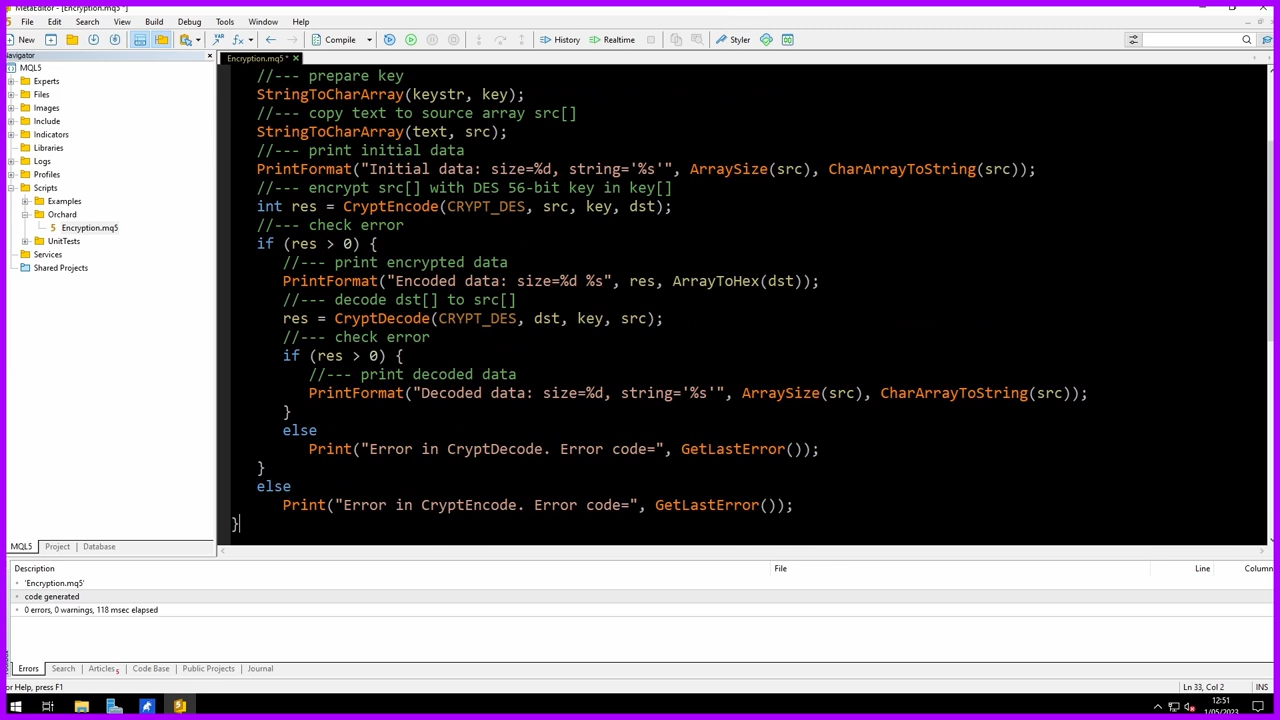 MetaEditor - [Encryption.mq5 *]
File Edit Search View Build Debug Tools Window Help
New Compile History Realtime Styler
Navigator
Encryption.mq5 *
MQL5
Experts
Files
Images
Include
Indicators
Libraries
Logs
Profiles
Scripts
Examples
Orchard
Encryption.mq5
UnitTests
Services
Shared Projects
MQL5 Project Database
//--- prepare key
StringToCharArray(keystr, key);
//--- copy text to source array src[]
StringToCharArray(text, src);
//--- print initial data
PrintFormat("Initial data: size=%d, string='%s'", ArraySize(src), CharArrayToString(src));
//--- encrypt src[] with DES 56-bit key in key[]
int res = CryptEncode(CRYPT_DES, src, key, dst);
//--- check error
if (res > 0) {
//--- print encrypted data
PrintFormat("Encoded data: size=%d %s", res, ArrayToHex(dst));
//--- decode dst[] to src[]
res = CryptDecode(CRYPT_DES, dst, key, src);
//--- check error
if (res > 0) {
//--- print decoded data
PrintFormat("Decoded data: size=%d, string='%s'", ArraySize(src), CharArrayToString(src));
}
else
Print("Error in CryptDecode. Error code=", GetLastError());
}
else
Print("Error in CryptEncode. Error code=", GetLastError());
}
Description File Line Column
'Encryption.mq5'
code generated
0 errors, 0 warnings, 118 msec elapsed
Errors Search Articles 5 Code Base Public Projects Journal
or Help, press F1 Ln 33, Col 2 INS
12:51
1/05/2023